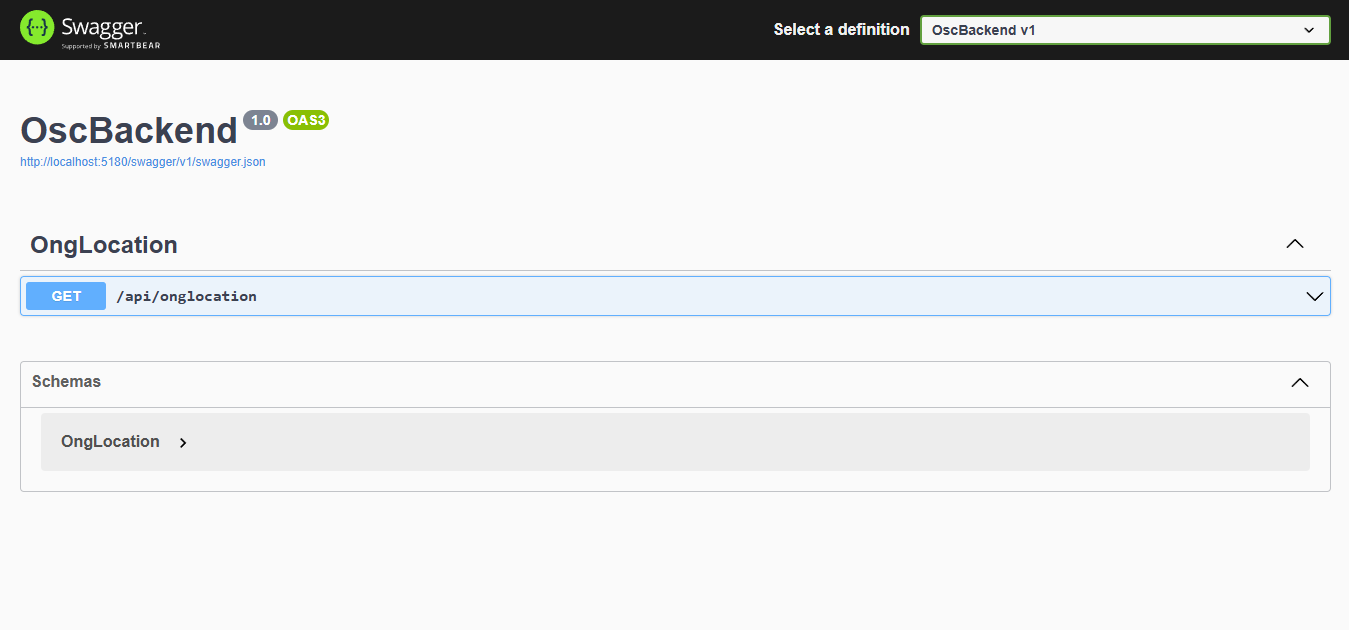 Swagger
Supported by SMARTBEAR
Select a definition
OscBackend v1
OscBackend 1.0 OAS3
http://localhost:5180/swagger/v1/swagger.json
OngLocation
GET /api/onglocation
Schemas
OngLocation